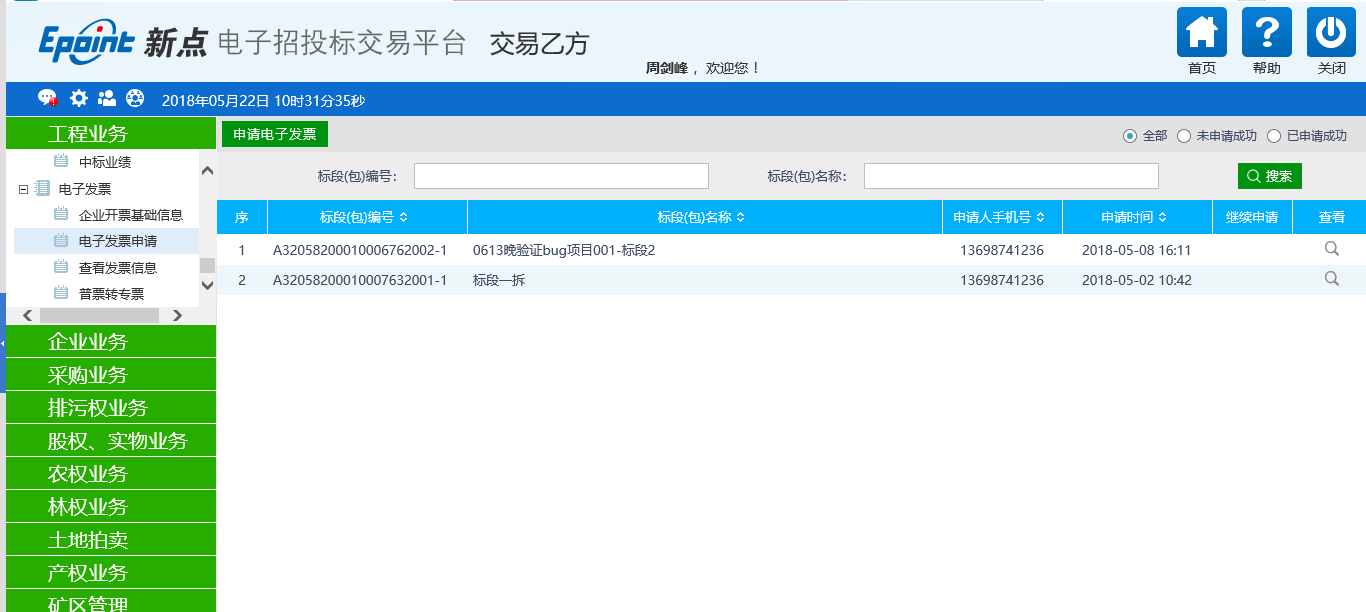 Epoint 新点 电子招投标交易平台 交易乙方
周剑峰，欢迎您！
首页 帮助 关闭
2018年05月22日 10时31分35秒
工程业务
中标业绩
电子发票
企业开票基础信息
电子发票申请
查看发票信息
普票转专票
企业业务
采购业务
排污权业务
股权、实物业务
农权业务
林权业务
土地拍卖
产权业务
矿区管理
申请电子发票 全部 未申请成功 已申请成功
标段(包)编号： 标段(包)名称： 搜索
序 标段(包)编号 标段(包)名称 申请人手机号 申请时间 继续申请 查看
1 A32058200010006762002-1 0613晚验证bug项目001-标段2 13698741236 2018-05-08 16:11
2 A32058200010007632001-1 标段一拆 13698741236 2018-05-02 10:42